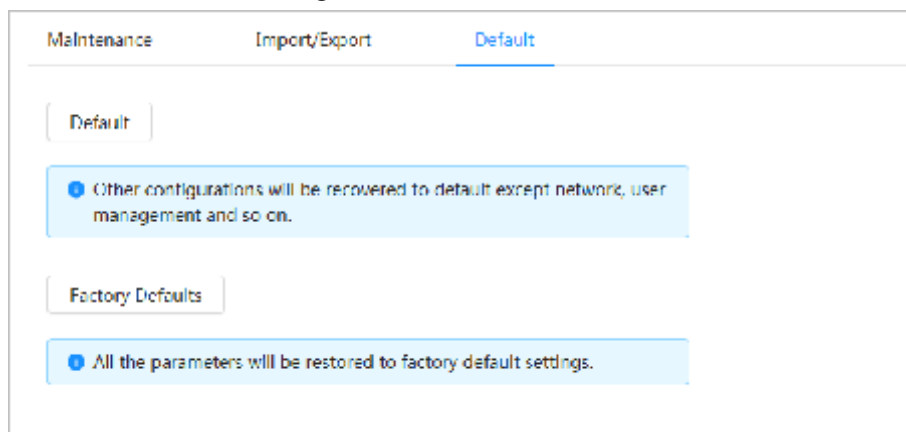 Maintenance Import/Export Default
Default
Other configurations will be recovered to default except network, user
management and so on.
Factory Defaults
All the parameters will be restored to factory default settings.